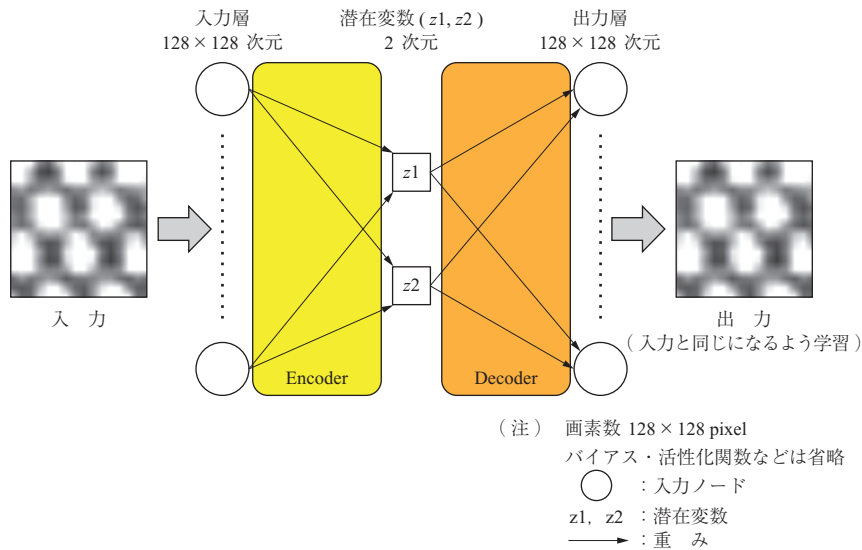 入力層
128 × 128 次元
潜在変数 ( z1, z2 )
2 次元
出力層
128 × 128 次元
z1
z2
入 力
出 力
( 入力と同じになるよう学習 )
Encoder
Decoder
( 注 ) 画素数 128 × 128 pixel
バイアス・活性化関数などは省略
：入力ノード
z1, z2 ：潜在変数
：重 み